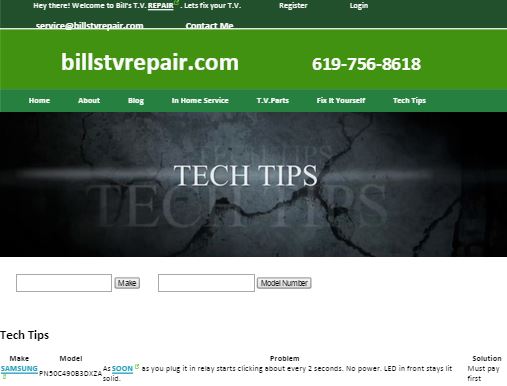 Hey there! Welcome to Bill's T.V. REPAIR . Lets fix your T.V. Register Login
service@billstvrepair.com Contact Me
billstvrepair.com 619-756-8618
Home About Blog In Home Service T.V.Parts Fix It Yourself Tech Tips
TECH TIPS
TECH TIPS
TECH TIPS
Make Model Number
Tech Tips
Make Model Problem Solution
SAMSUNG PN50C490B3DXZA As SOON as you plug it in relay starts clicking about every 2 seconds. No power. LED in front stays lit Must pay
solid. first